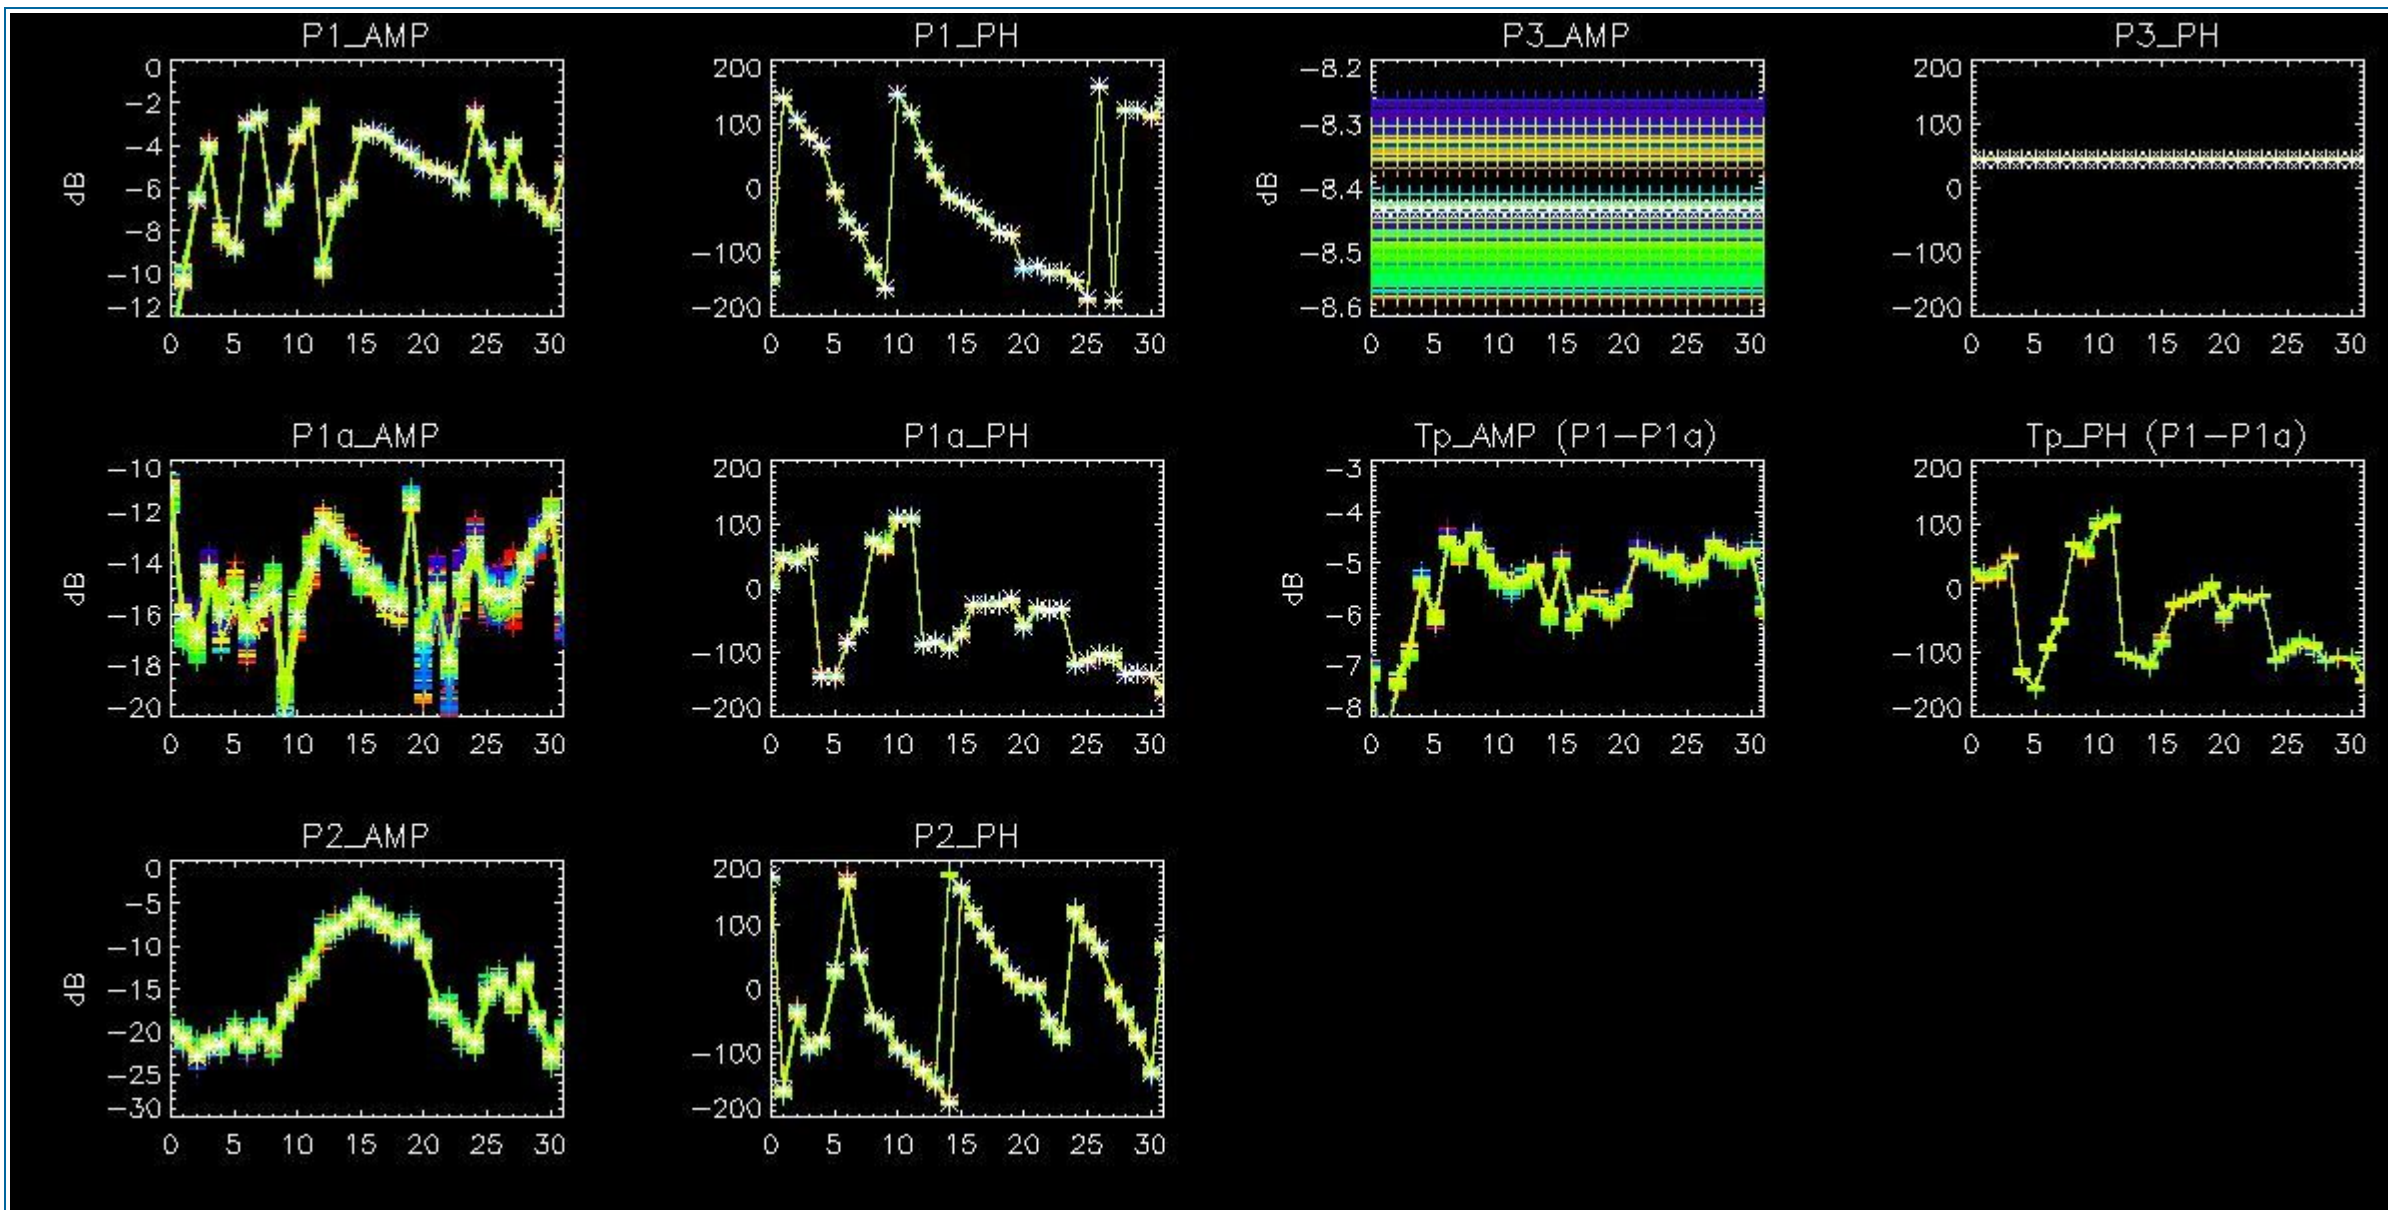 P1_AMP
0
−2
−4
−6
−8
−10
−12
dB
0 5 10 15 20 25 30
P1_PH
200
100
0
−100
−200
0 5 10 15 20 25 30
P3_AMP
−8.2
−8.3
−8.4
−8.5
−8.6
dB
0 5 10 15 20 25 30
P3_PH
200
100
0
−100
−200
0 5 10 15 20 25 30
P1a_AMP
−10
−12
−14
−16
−18
−20
dB
0 5 10 15 20 25 30
P1a_PH
200
100
0
−100
−200
0 5 10 15 20 25 30
Tp_AMP (P1−P1a)
−3
−4
−5
−6
−7
−8
dB
0 5 10 15 20 25 30
Tp_PH (P1−P1a)
200
100
0
−100
−200
0 5 10 15 20 25 30
P2_AMP
0
−5
−10
−15
−20
−25
−30
dB
0 5 10 15 20 25 30
P2_PH
200
100
0
−100
−200
0 5 10 15 20 25 30